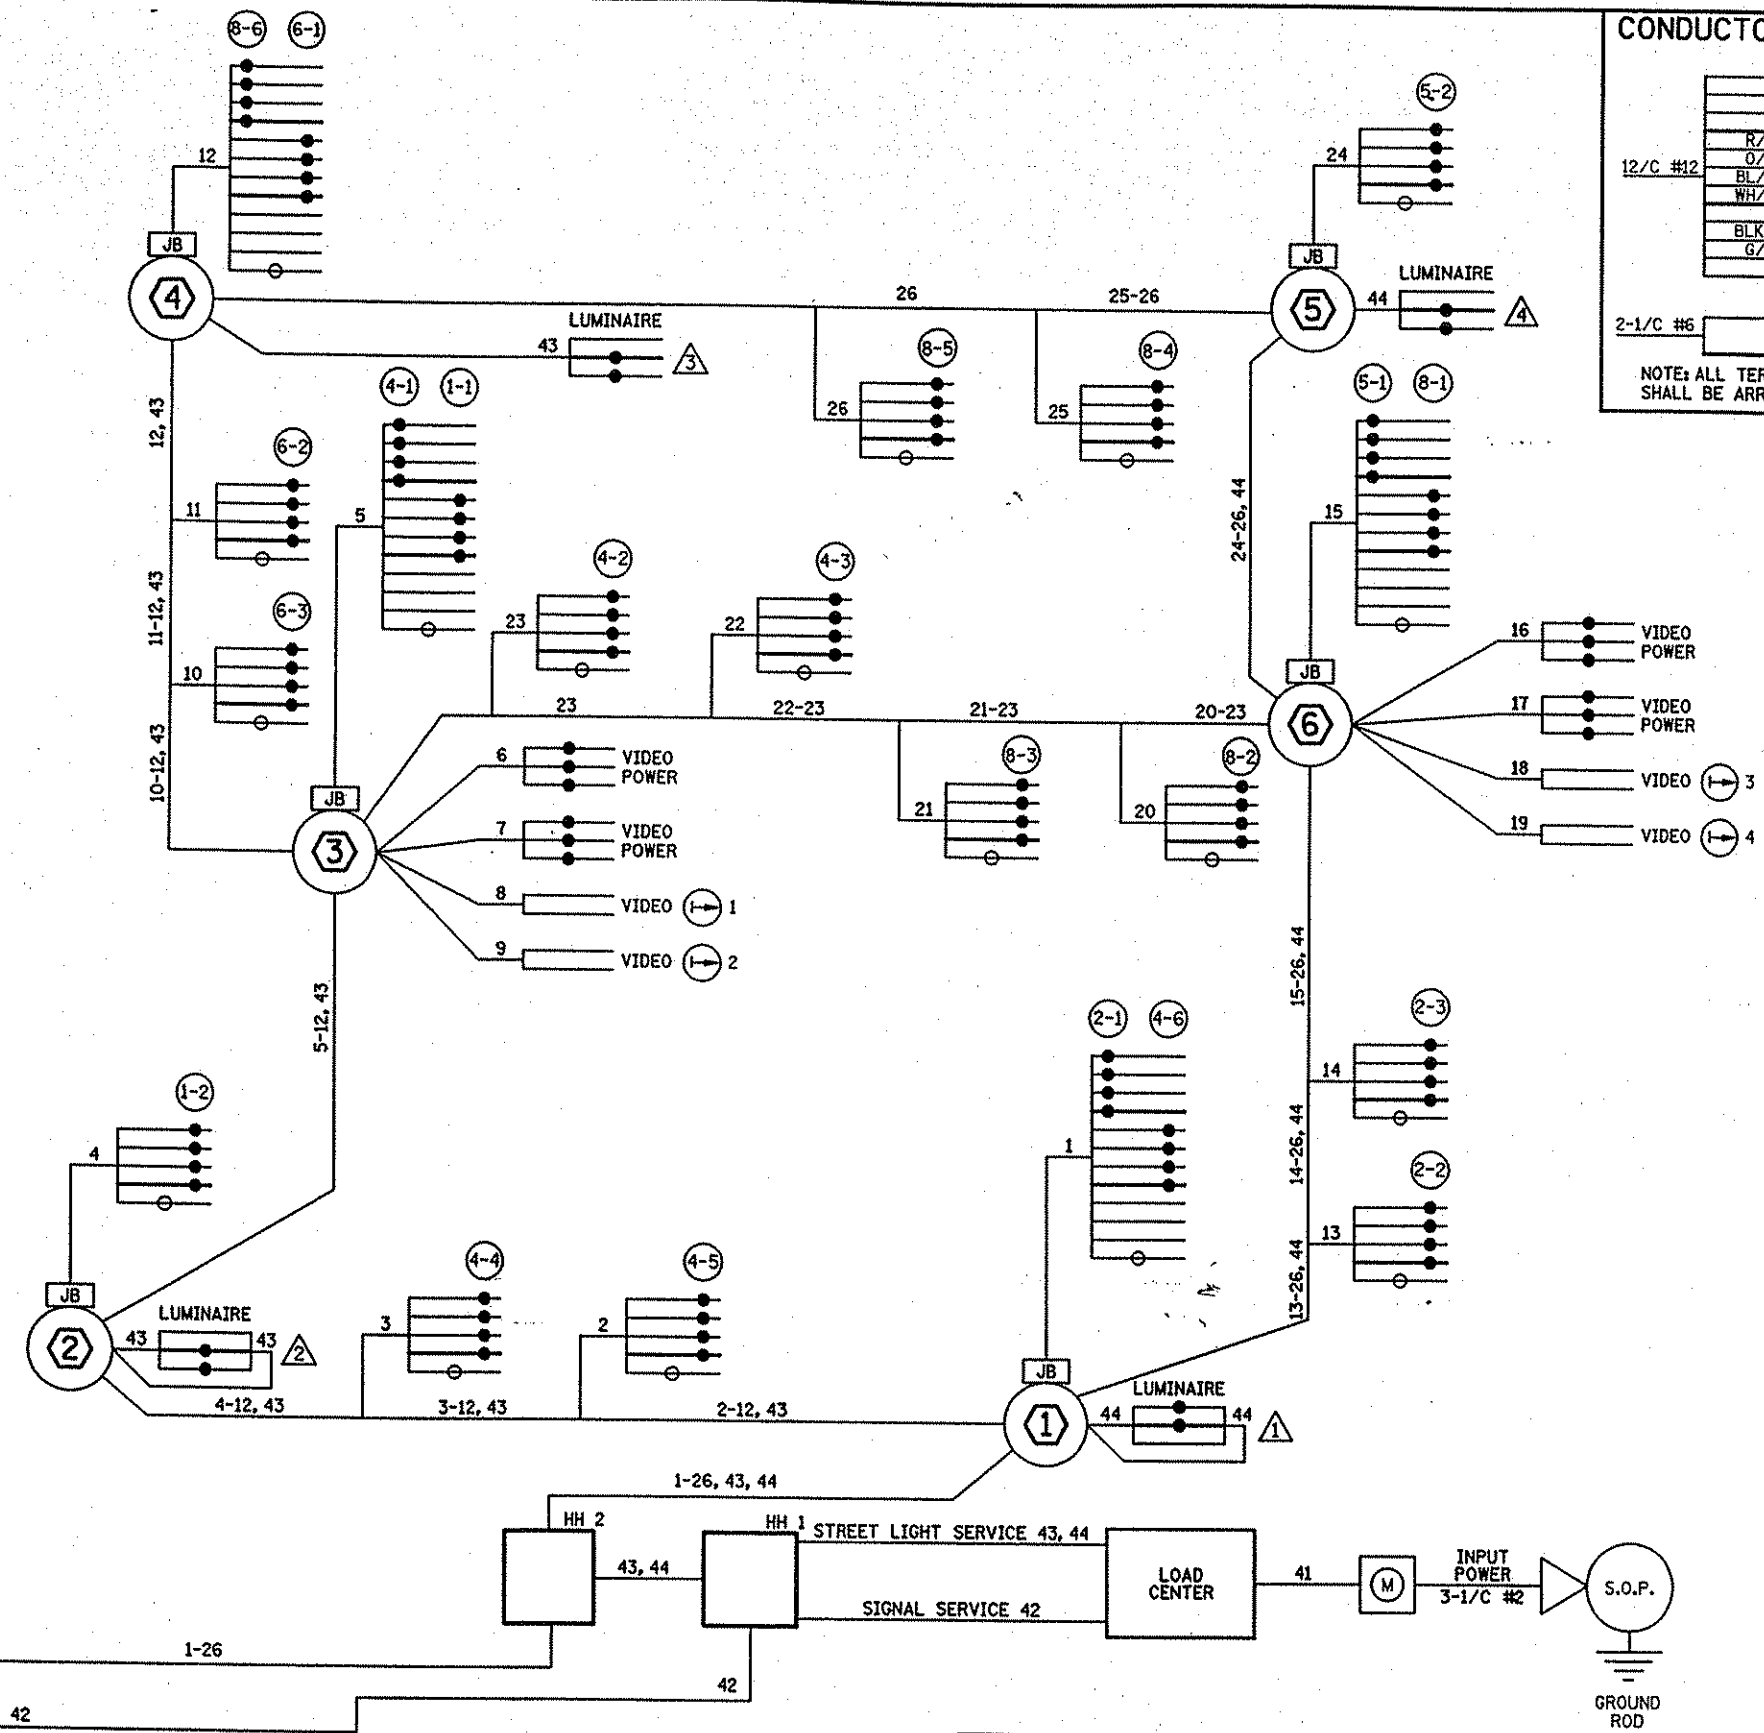 CONDUCTO
8-6 6-1
12
JB
4
12/C #12
R/
O/
BL/
WH/
BLK
G/
2-1/C #6
NOTE: ALL TER
SHALL BE ARR
5-2
24
JB
5
LUMINAIRE
44
4
26
25-26
LUMINAIRE
43
3
8-5
26
8-4
25
12, 43
4-1 1-1
5
6-2
11
11-12, 43
6-3
10
10-12, 43
24-26, 44
5-1 8-1
15
JB
6
4-2
23
4-3
22
23
22-23
21-23
20-23
16
VIDEO
POWER
17
VIDEO
POWER
18
VIDEO 3
19
VIDEO 4
JB
3
6
VIDEO
POWER
7
VIDEO
POWER
8
VIDEO 1
9
VIDEO 2
8-3
21
8-2
20
5-12, 43
15-26, 44
2-3
14
14-26, 44
2-2
13
13-26, 44
2-1 4-6
1
1-2
4
JB
2
LUMINAIRE
43 43
2
4-4
3
4-5
2
4-12, 43
3-12, 43
2-12, 43
JB
1
LUMINAIRE
44 44
1
1-26, 43, 44
HH 2
HH 1
43, 44
STREET LIGHT SERVICE 43, 44
SIGNAL SERVICE 42
LOAD
CENTER
41
M
INPUT
POWER
3-1/C #2
S.O.P.
GROUND
ROD
1-26
42
42